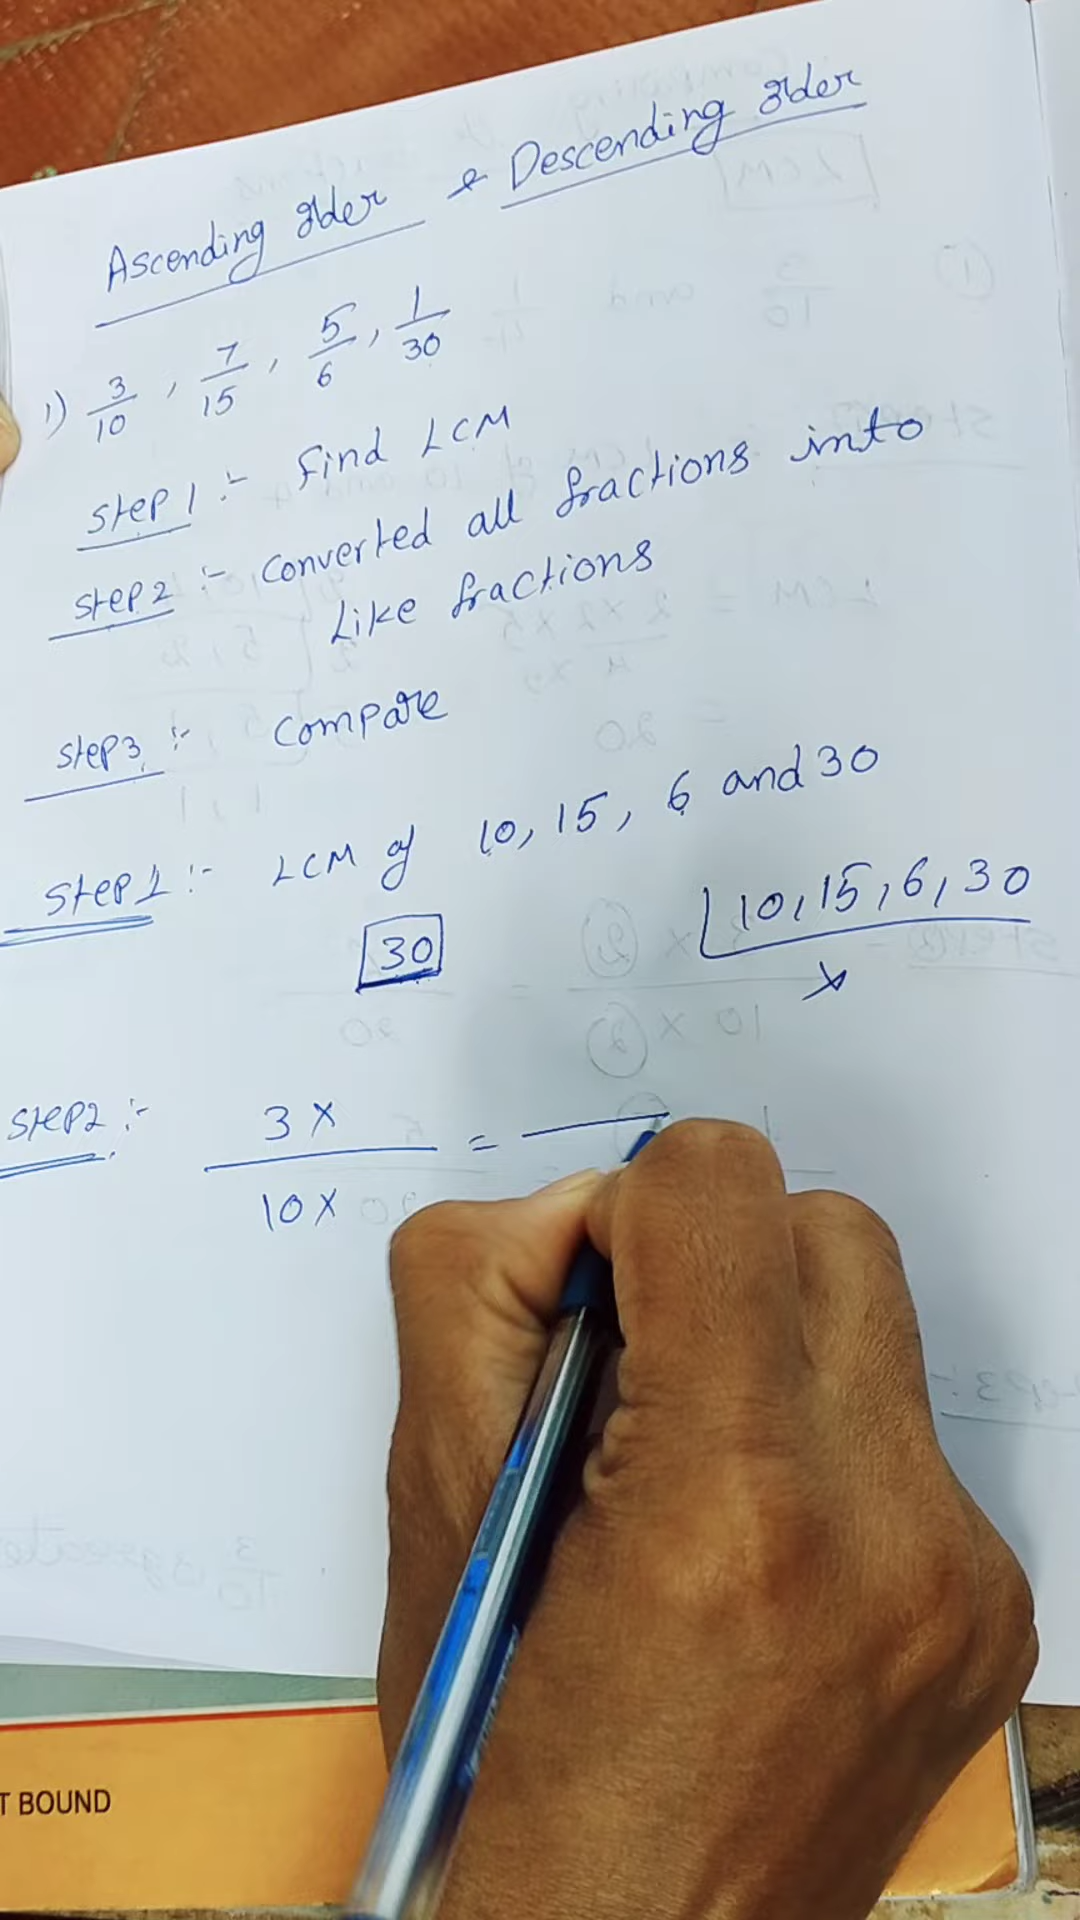 Ascending order & Descending order
1) 3/10 , 7/15 , 5/6 , 1/30
Step 1 :- Find LCM
Step 2 :- Converted all fractions into
Like fractions
Step 3 :- Compare
Step 1 :- LCM of 10, 15, 6 and 30
10, 15, 6, 30
30
x
Step 2 :- 3 x / 10 x =
T BOUND